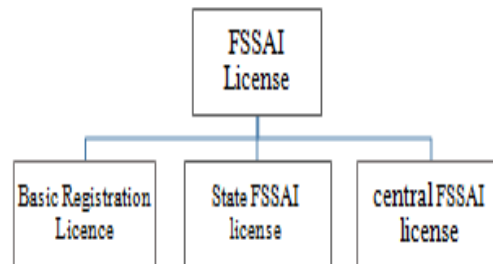 FSSAI
License
Basic Registration
Licence
State FSSAI
license
central FSSAI
license